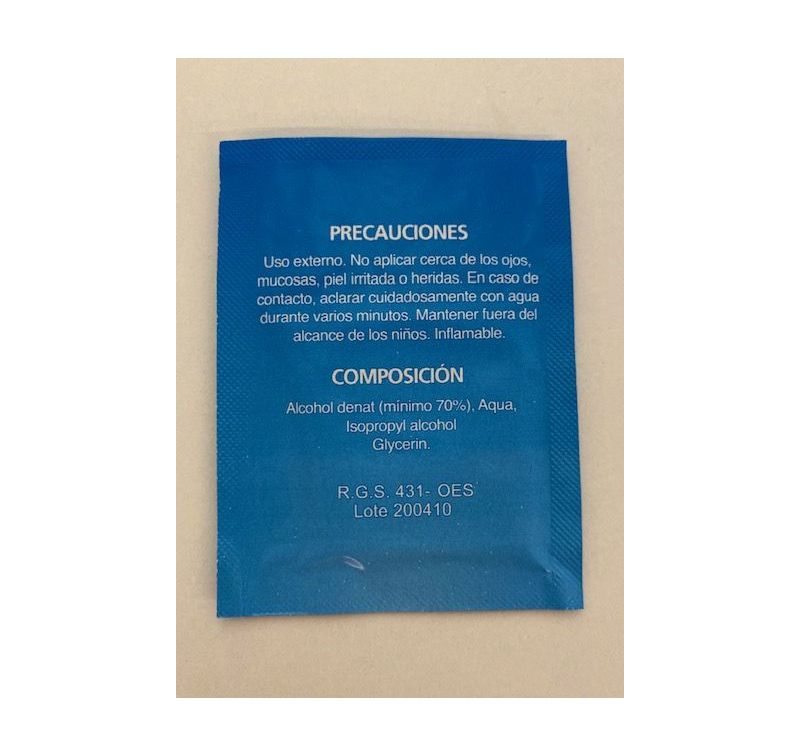 PRECAUCIONES
Uso externo. No aplicar cerca de los ojos,
mucosas, piel irritada o heridas. En caso de
contacto, aclarar cuidadosamente con agua
durante varios minutos. Mantener fuera del
alcance de los niños. Inflamable.
COMPOSICIÓN
Alcohol denat (mínimo 70%), Aqua,
Isopropyl alcohol
Glycerin.
R.G.S. 431- OES
Lote 200410